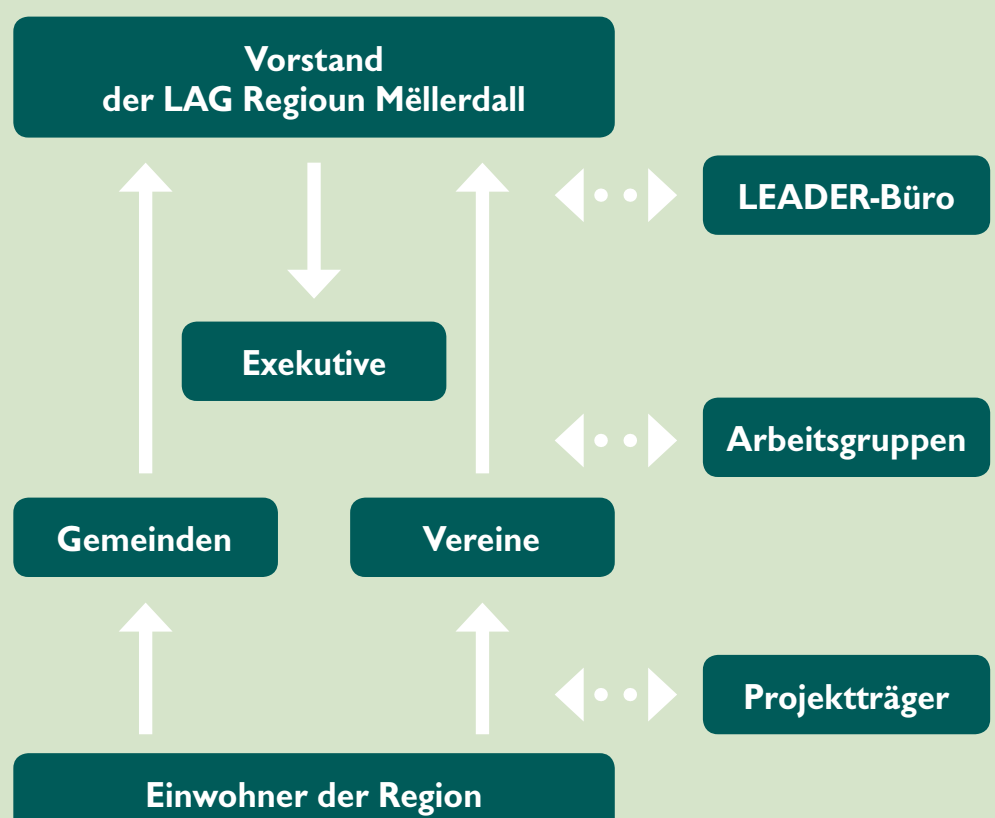 Vorstand
der LAG Regioun Mëllerdall
LEADER-Büro
Exekutive
Arbeitsgruppen
Gemeinden
Vereine
Projektträger
Einwohner der Region